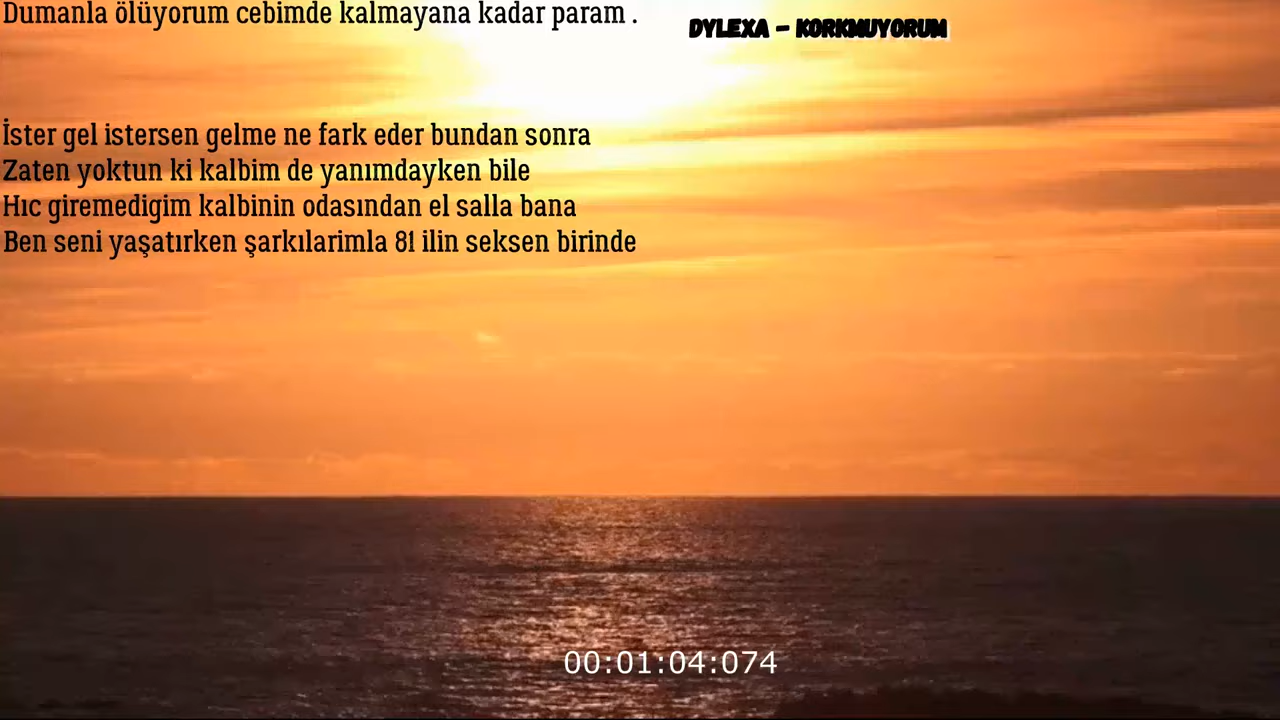 Dumanla ölüyorum cebimde kalmayana kadar param .
DYLEXA - KORKMUYORUM
İster gel istersen gelme ne fark eder bundan sonra
Zaten yoktun ki kalbim de yanımdayken bile
Hıc giremedigim kalbinin odasından el salla bana
Ben seni yaşatırken şarkılarimla 81 ilin seksen birinde
00:01:04:074